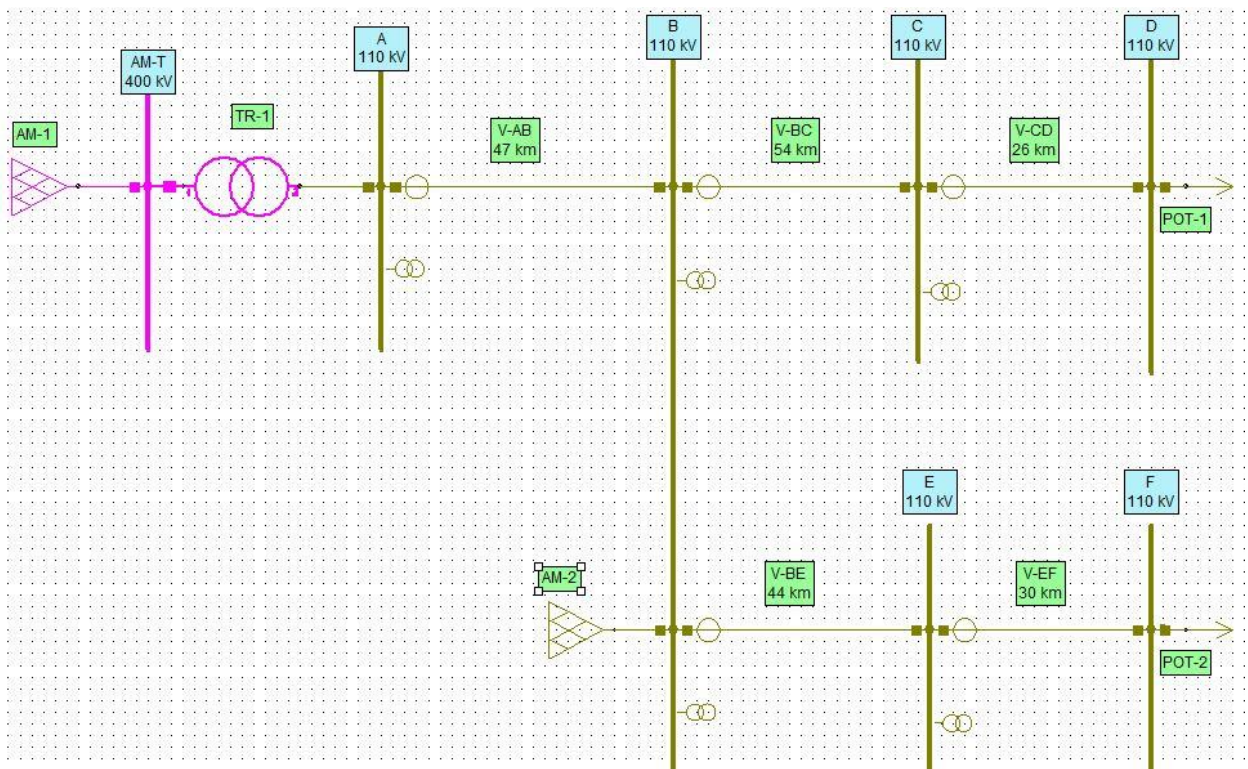 A
110 kV
B
110 kV
C
110 kV
D
110 kV
AM-T
400 kV
AM-1
TR-1
V-AB
47 km
V-BC
54 km
V-CD
26 km
1
2
POT-1
E
110 kV
F
110 kV
AM-2
V-BE
44 km
V-EF
30 km
POT-2